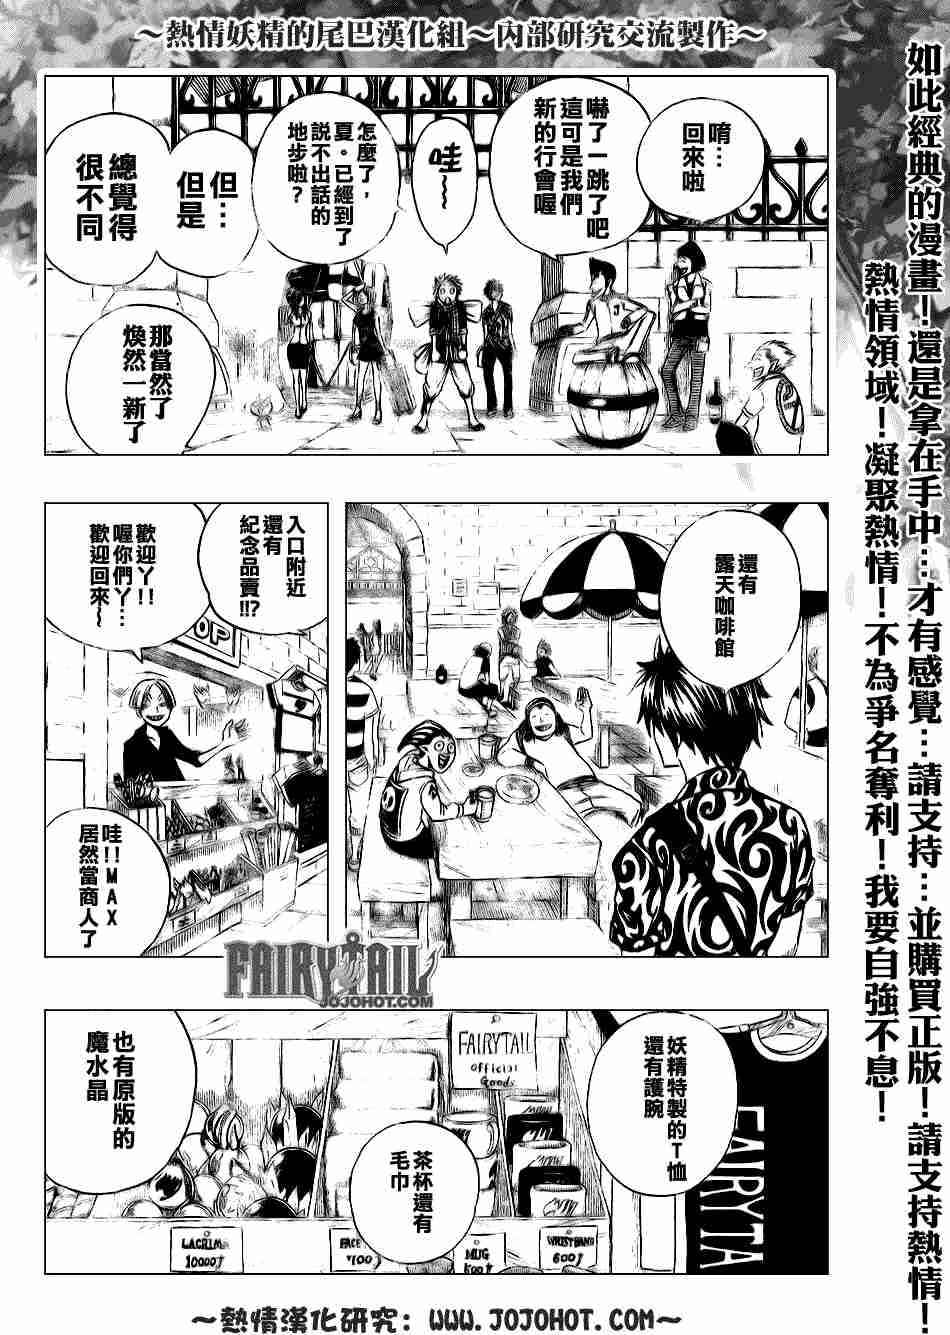 ～熱情妖精的尾巴漢化組～內部研究交流製作～
如此經典的漫畫！還是拿在手中…才有感覺…請支持…並購買正版！請支持熱情！
熱情領域！凝聚熱情！不為爭名奪利！我要自強不息！
唷…
回來啦
嚇了一跳了吧
這可是我們
新的行會喔
哇～
怎麼了，
夏。已經到了
說不出話的
地步啦？
但…
但是
總覺得
很不同
那當然了
煥然一新了
還有
露天咖啡館
入口附近
還有
紀念品賣!!?
歡迎丫!!
喔你們丫…
歡迎回來～
OP
哇!!MAX
居然當商人了
FAIRY TAIL
JOJOHOT.COM
妖精特製的T恤
還有護腕
FAIRYTA
FAIRYTAIL
official
Goods
茶杯還有
毛巾
也有原版的
魔水晶
LACRIMA
10000J
FACE T
1100J
MUG
500J
WRISTBAND
600J
～熱情漢化研究：WWW.JOJOHOT.COM～